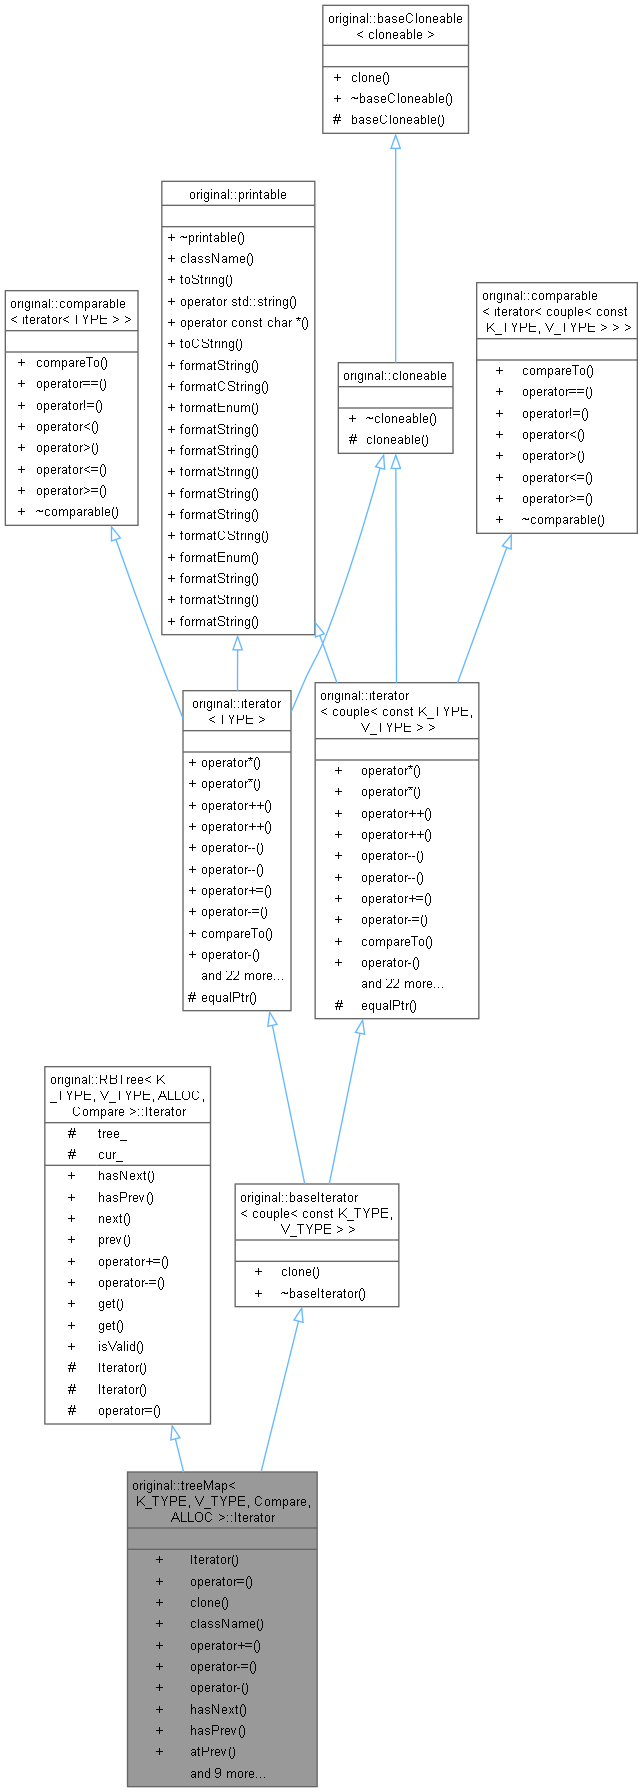 original::baseCloneable
< cloneable >
+ clone()
+ ~baseCloneable()
# baseCloneable()
original::printable
+ ~printable()
+ className()
+ toString()
+ operator std::string()
+ operator const char *()
+ toCString()
+ formatString()
+ formatCString()
+ formatEnum()
+ formatString()
+ formatString()
+ formatString()
+ formatString()
+ formatString()
+ formatCString()
+ formatEnum()
+ formatString()
+ formatString()
+ formatString()
original::comparable
< iterator< TYPE > >
+ compareTo()
+ operator==()
+ operator!=()
+ operator<()
+ operator>()
+ operator<=()
+ operator>=()
+ ~comparable()
original::cloneable
+ ~cloneable()
# cloneable()
original::comparable
< iterator< couple< const
K_TYPE, V_TYPE > > >
+ compareTo()
+ operator==()
+ operator!=()
+ operator<()
+ operator>()
+ operator<=()
+ operator>=()
+ ~comparable()
original::iterator
< TYPE >
+ operator*()
+ operator*()
+ operator++()
+ operator++()
+ operator--()
+ operator--()
+ operator+=()
+ operator-=()
+ compareTo()
+ operator-()
and 22 more...
# equalPtr()
original::iterator
< couple< const K_TYPE,
V_TYPE > >
+ operator*()
+ operator*()
+ operator++()
+ operator++()
+ operator--()
+ operator--()
+ operator+=()
+ operator-=()
+ compareTo()
+ operator-()
and 22 more...
# equalPtr()
original::RBTree< K
_TYPE, V_TYPE, ALLOC,
Compare >::Iterator
# tree_
# cur_
+ hasNext()
+ hasPrev()
+ next()
+ prev()
+ operator+=()
+ operator-=()
+ get()
+ get()
+ isValid()
# Iterator()
# Iterator()
# operator=()
original::baseIterator
< couple< const K_TYPE,
V_TYPE > >
+ clone()
+ ~baseIterator()
original::treeMap<
K_TYPE, V_TYPE, Compare,
ALLOC >::Iterator
+ Iterator()
+ operator=()
+ clone()
+ className()
+ operator+=()
+ operator-=()
+ operator-()
+ hasNext()
+ hasPrev()
+ atPrev()
and 9 more...